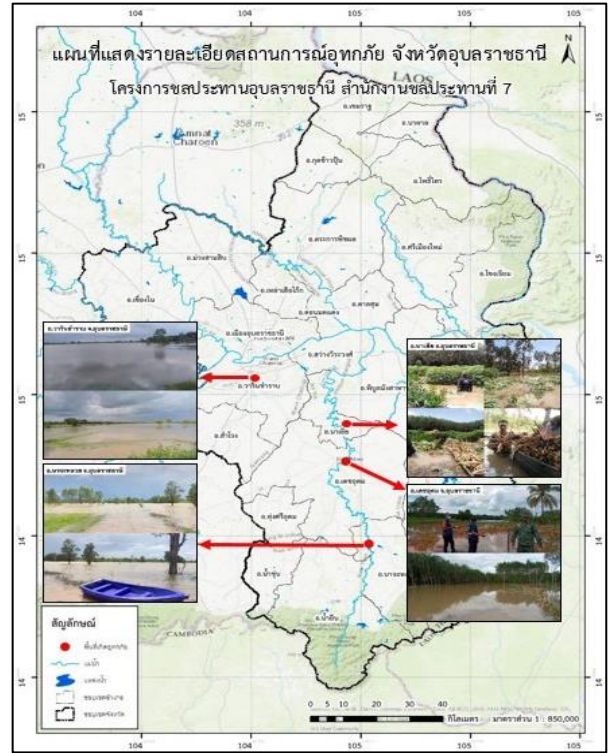 แผนที่แสดงรายละเอียดสถานการณ์อุทกภัย จังหวัดอุบลราชธานี
โครงการชลประทานอุบลราชธานี สำนักงานชลประทานที่ 7
N
104 104 105 105 105
LAOS
358 m
Amnat Charoen
อ.เขมราฐ
อ.นาตาล
อ.กุดข้าวปุ้น
อ.โพธิ์ไทร
อ.ตระการพืชผล
อ.ศรีเมืองใหม่
อ.ม่วงสามสิบ
อ.โขงเจียม
อ.เขื่องใน
อ.เหล่าเสือโก้ก
อ.ตาลสุม
อ.ดอนมดแดง
อ.เมืองอุบลราชธานี
อ.สว่างวีระวงศ์
อ.วารินชำราบ
อ.พิบูลมังสาหาร
อ.สำโรง
อ.นาเยีย
อ.เดชอุดม
อ.ทุ่งศรีอุดม
อ.น้ำขุ่น
อ.น้ำยืน
อ.วารินชำราบ จ.อุบลราชธานี
อ.นาเยีย จ.อุบลราชธานี
อ.นาจะหลวย จ.อุบลราชธานี
อ.เดชอุดม จ.อุบลราชธานี
CAMBODIA
สัญลักษณ์
พื้นที่เกิดอุทกภัย
แม่น้ำ
แหล่งน้ำ
ขอบเขตอำเภอ
ขอบเขตจังหวัด
0 5 10 20 30 40
กิโลเมตร
มาตราส่วน 1 : 850,000
104 104 105 105 105